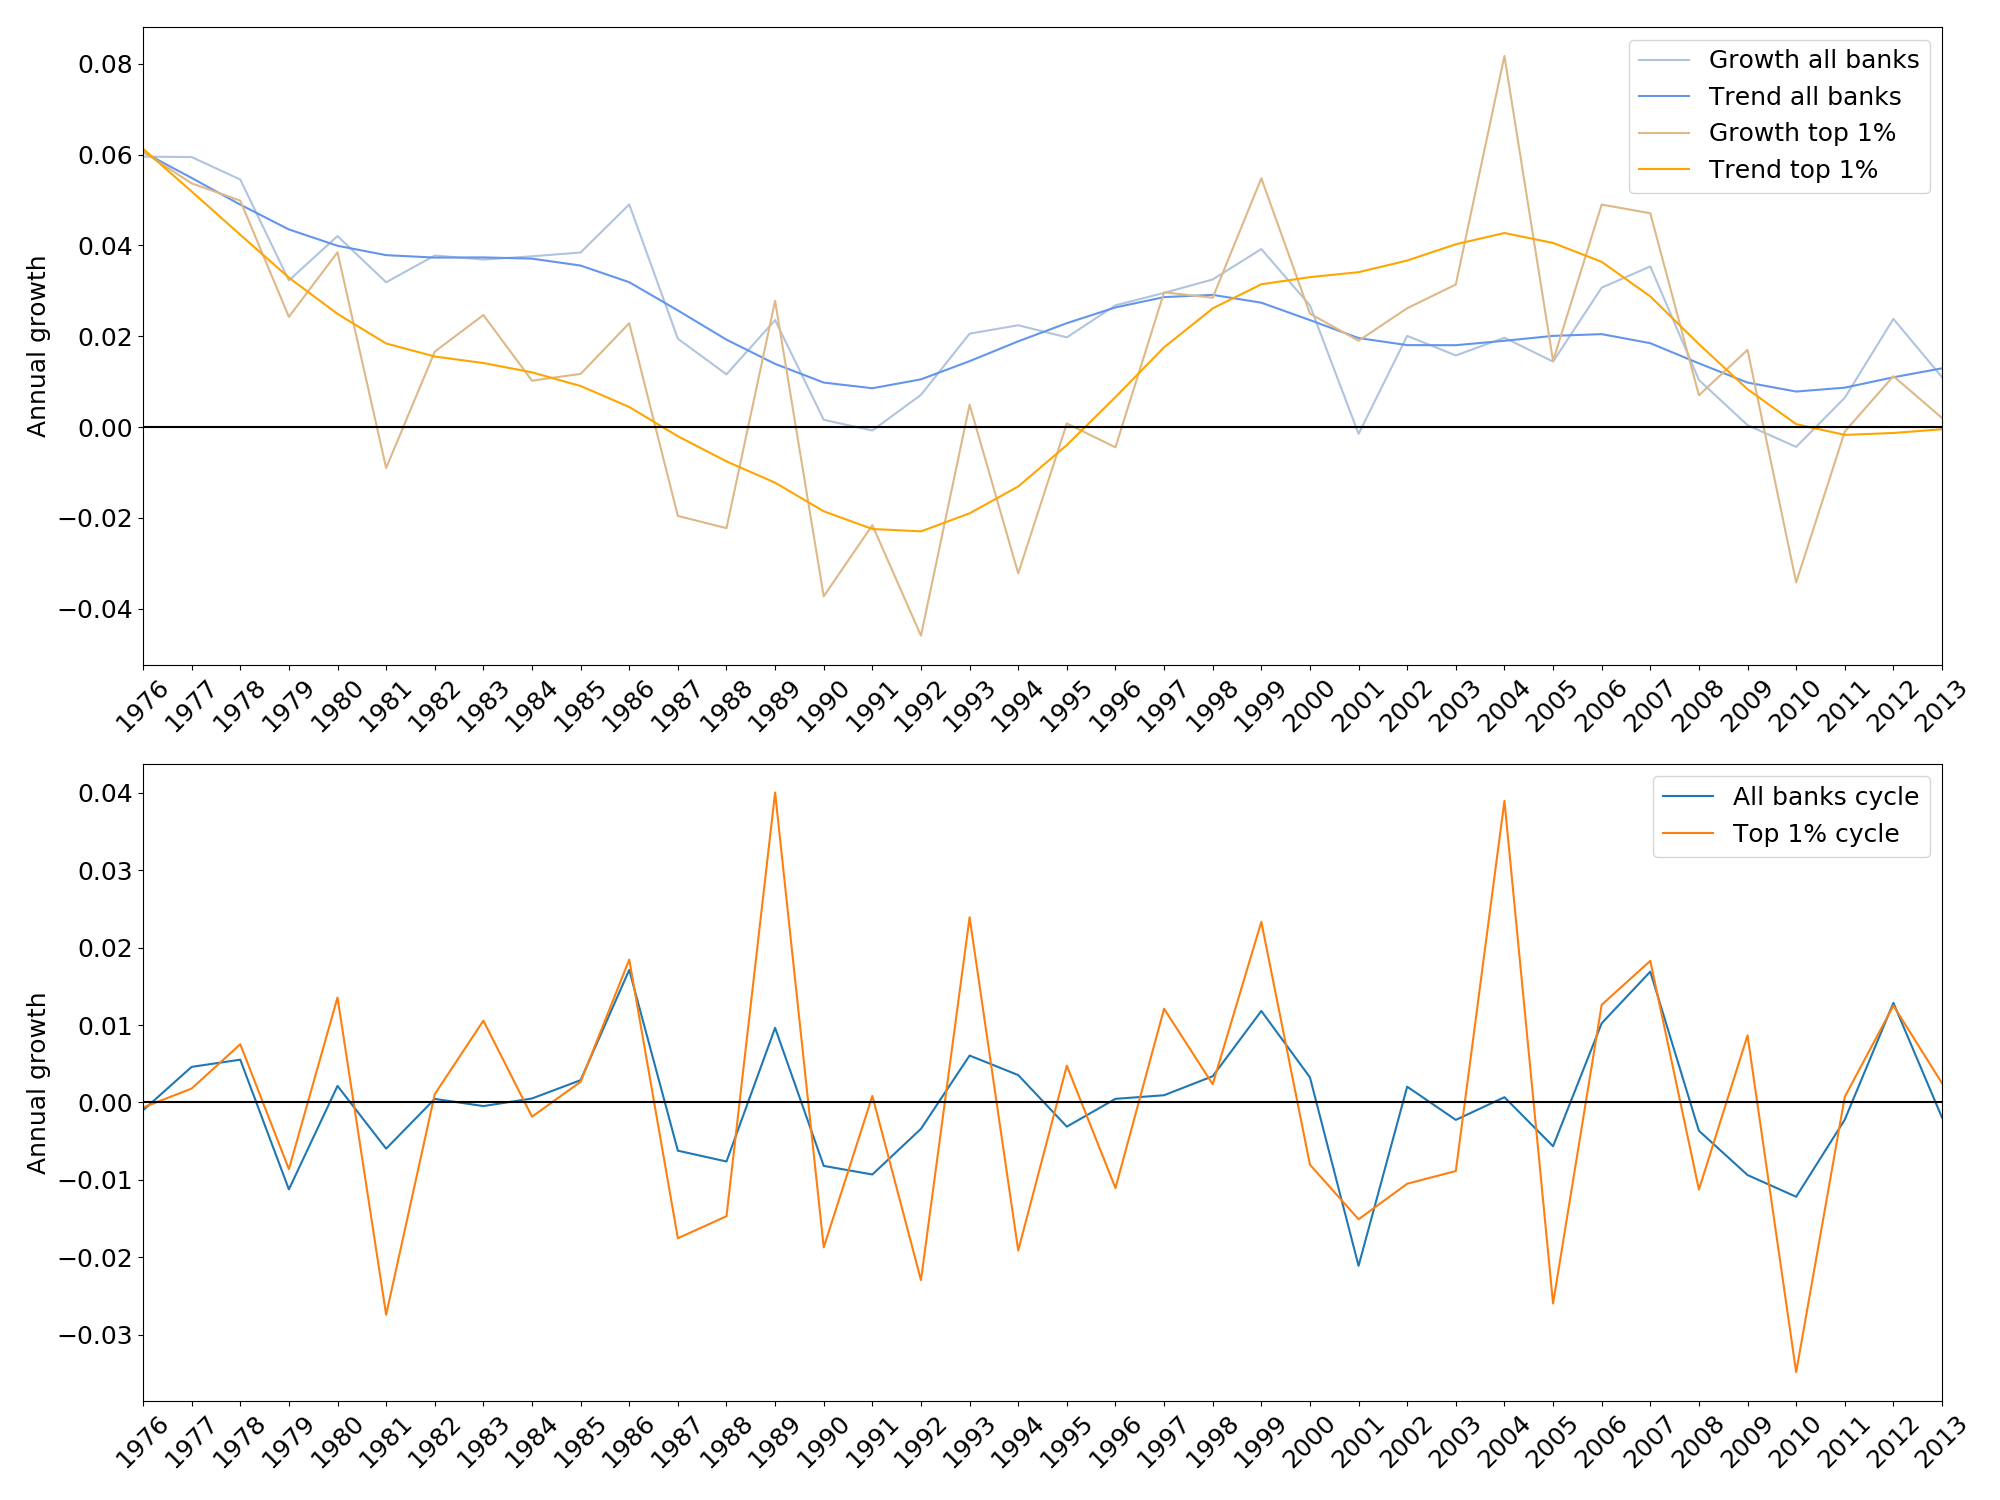 Annual growth
0.08
0.06
0.04
0.02
0.00
−0.02
−0.04
Growth all banks
Trend all banks
Growth top 1%
Trend top 1%
1976 1977 1978 1979 1980 1981 1982 1983 1984 1985 1986 1987 1988 1989 1990 1991 1992 1993 1994 1995 1996 1997 1998 1999 2000 2001 2002 2003 2004 2005 2006 2007 2008 2009 2010 2011 2012 2013
Annual growth
0.04
0.03
0.02
0.01
0.00
−0.01
−0.02
−0.03
All banks cycle
Top 1% cycle
1976 1977 1978 1979 1980 1981 1982 1983 1984 1985 1986 1987 1988 1989 1990 1991 1992 1993 1994 1995 1996 1997 1998 1999 2000 2001 2002 2003 2004 2005 2006 2007 2008 2009 2010 2011 2012 2013